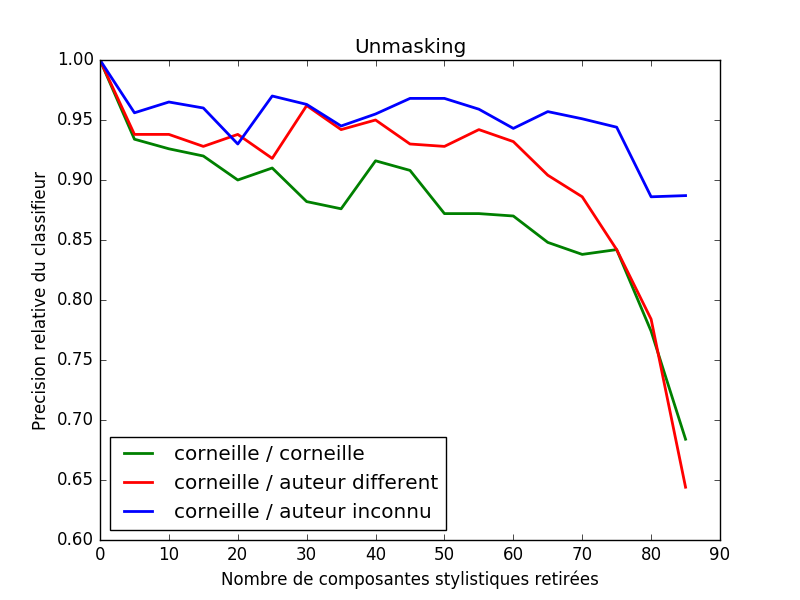 Unmasking
1.00
0.95
0.90
0.85
0.80
0.75
0.70
0.65
0.60
Precision relative du classifieur
corneille / corneille
corneille / auteur different
corneille / auteur inconnu
0 10 20 30 40 50 60 70 80 90
Nombre de composantes stylistiques retirées